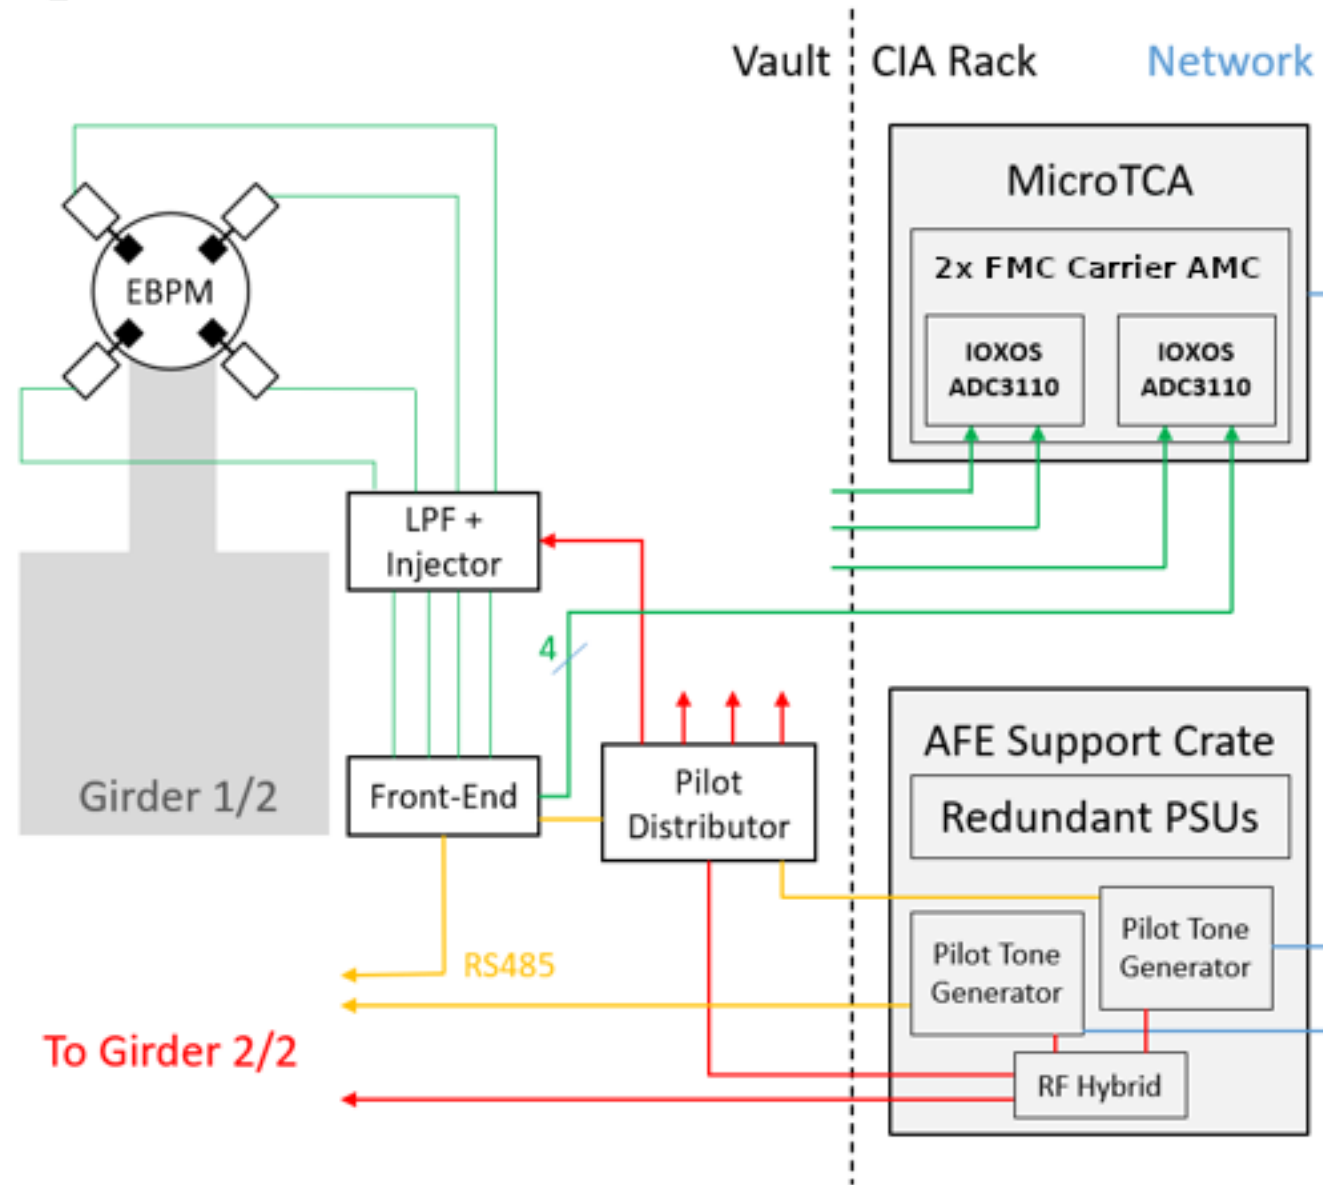 Vault
CIA Rack
Network
MicroTCA
2x FMC Carrier AMC
IOXOS
ADC3110
IOXOS
ADC3110
EBPM
LPF +
Injector
4
Girder 1/2
Front-End
Pilot
Distributor
AFE Support Crate
Redundant PSUs
Pilot Tone
Generator
Pilot Tone
Generator
RS485
To Girder 2/2
RF Hybrid